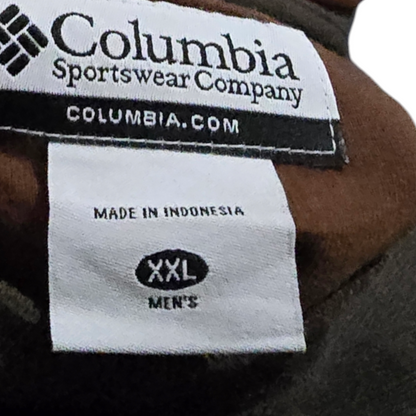 Columbia
Sportswear Company
COLUMBIA.COM
MADE IN INDONESIA
XXL
MEN'S